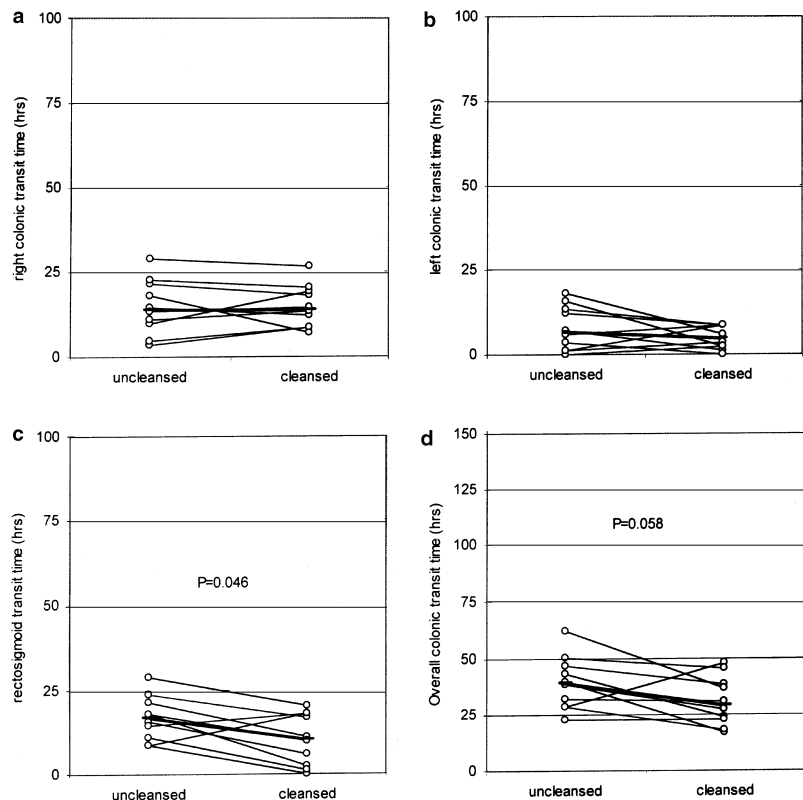 a
100
75
50
25
0
right colonic transit time (hrs)
uncleansed cleansed
b
100
75
50
25
0
left colonic transit time (hrs)
uncleansed cleansed
c
100
75
50
25
0
rectosigmoid transit time (hrs)
P=0.046
uncleansed cleansed
d
150
125
100
75
50
25
0
Overall colonic transit time (hrs)
P=0.058
uncleansed cleansed